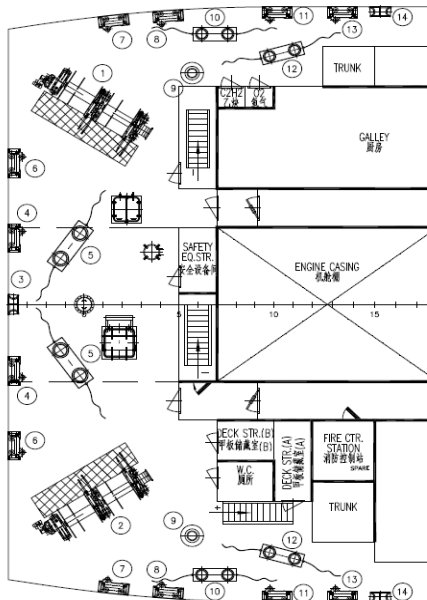 10
11
14
7
8
13
12
1
TRUNK
9
C2H2
O2
乙炔
氧气
GALLEY
厨房
6
4
5
SAFETY
EQ.STR.
安全设备间
ENGINE CASING
机舱棚
3
5
10
15
5
4
6
DECK STR.(B)
甲板储藏室(B)
DECK STR.(A)
甲板储藏室(A)
FIRE CTR.
STATION
消防控制站
SPARE
W.C.
厕所
TRUNK
2
9
12
7
8
10
11
13
14